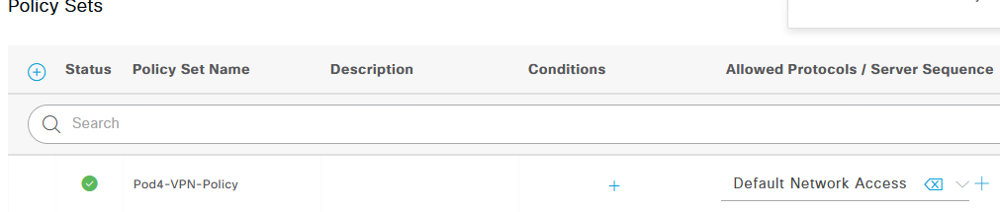 Policy Sets
Status Policy Set Name Description Conditions Allowed Protocols / Server Sequence
Search
Pod4-VPN-Policy Default Network Access